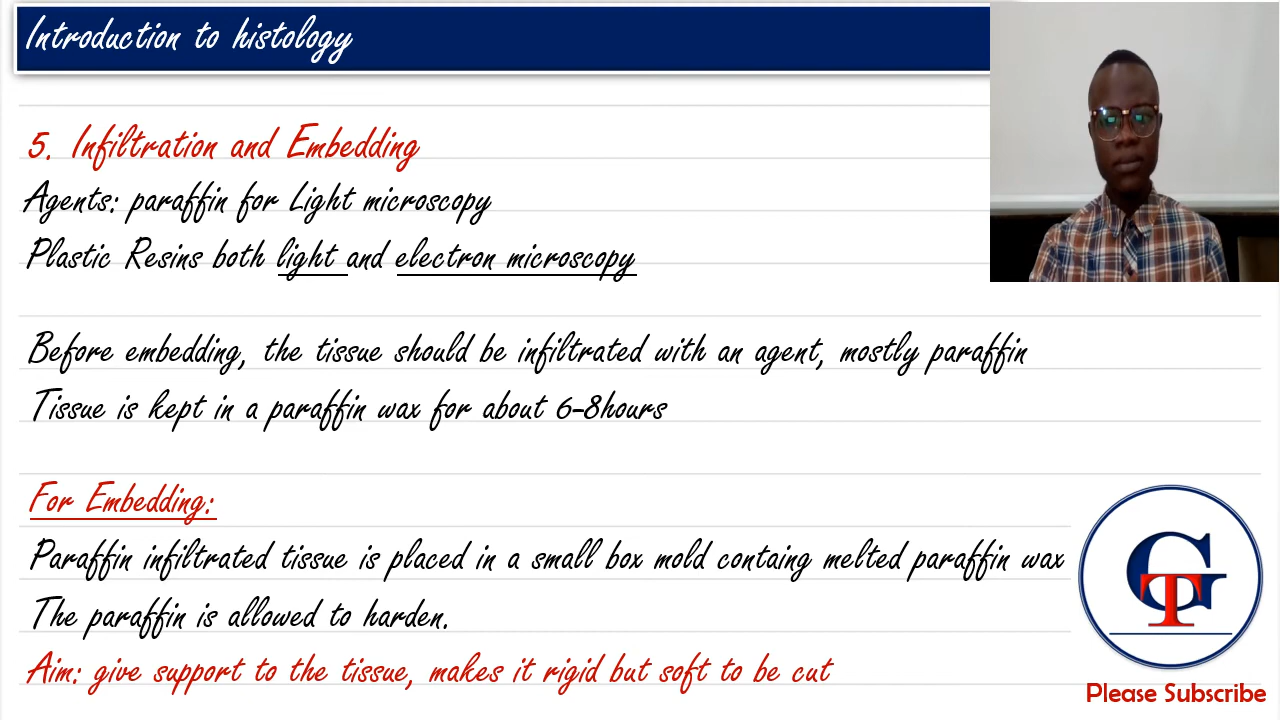 Introduction to histology
5. Infiltration and Embedding
Agents: paraffin for Light microscopy
Plastic Resins both light and electron microscopy
Before embedding, the tissue should be infiltrated with an agent, mostly paraffin
Tissue is kept in a paraffin wax for about 6-8hours
For Embedding:
Paraffin infiltrated tissue is placed in a small box mold containg melted paraffin wax
The paraffin is allowed to harden.
Aim: give support to the tissue, makes it rigid but soft to be cut
GT
Please Subscribe